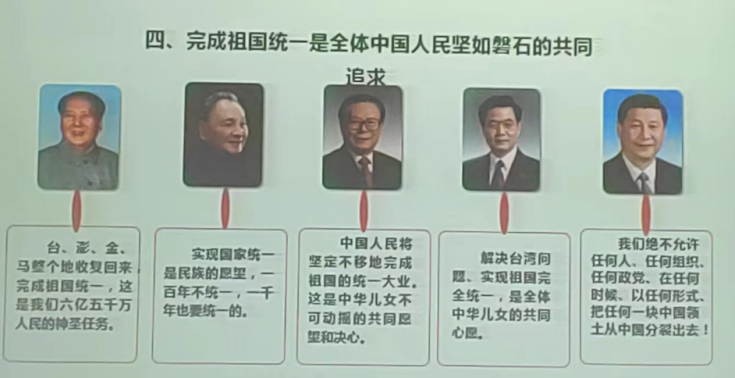 四、完成祖国统一是全体中国人民坚如磐石的共同
追求
台、澎、金、
马整个地收复回来,
完成祖国统一,这
是我们六亿五千万
人民的神圣任务。
实现国家统一
是民族的愿望,一
百年不统一,一千
年也要统一的。
中国人民将
坚定不移地完成
祖国的统一大业。
这是中华儿女不
可动摇的共同愿
望和决心。
解决台湾问
题、实现祖国完
全统一,是全体
中华儿女的共同
心愿。
我们绝不允许
任何人、任何组织、
任何政党、在任何
时候、以任何形式、
把任何一块中国领
土从中国分裂出去!